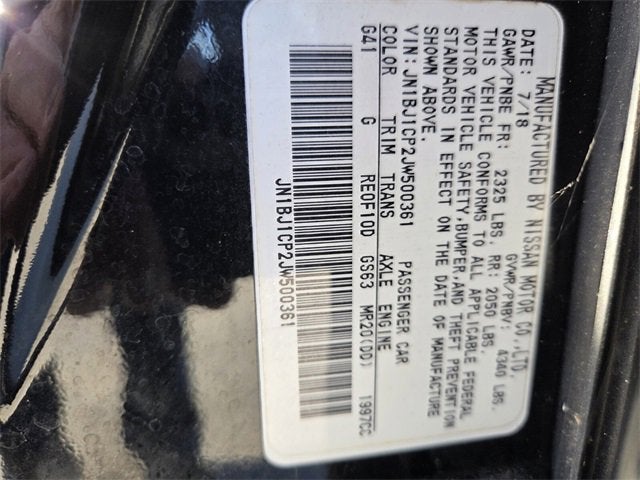 MANUFACTURED BY NISSAN MOTOR CO.,LTD.
DATE: 7/18 GVWR/PNBV: 4340 LBS.
GAWR/PNBE FR: 2325 LBS. RR: 2050 LBS.
THIS VEHICLE CONFORMS TO ALL APPLICABLE FEDERAL
MOTOR VEHICLE SAFETY,BUMPER,AND THEFT PREVENTION
STANDARDS IN EFFECT ON THE DATE OF MANUFACTURE
SHOWN ABOVE.
VIN:JN1BJ1CP2JW500361 PASSENGER CAR
COLOR TRIM TRANS AXLE ENGINE
G41 G RE0F10D GS63 MR20(DD) 1997CC
JN1BJ1CP2JW500361